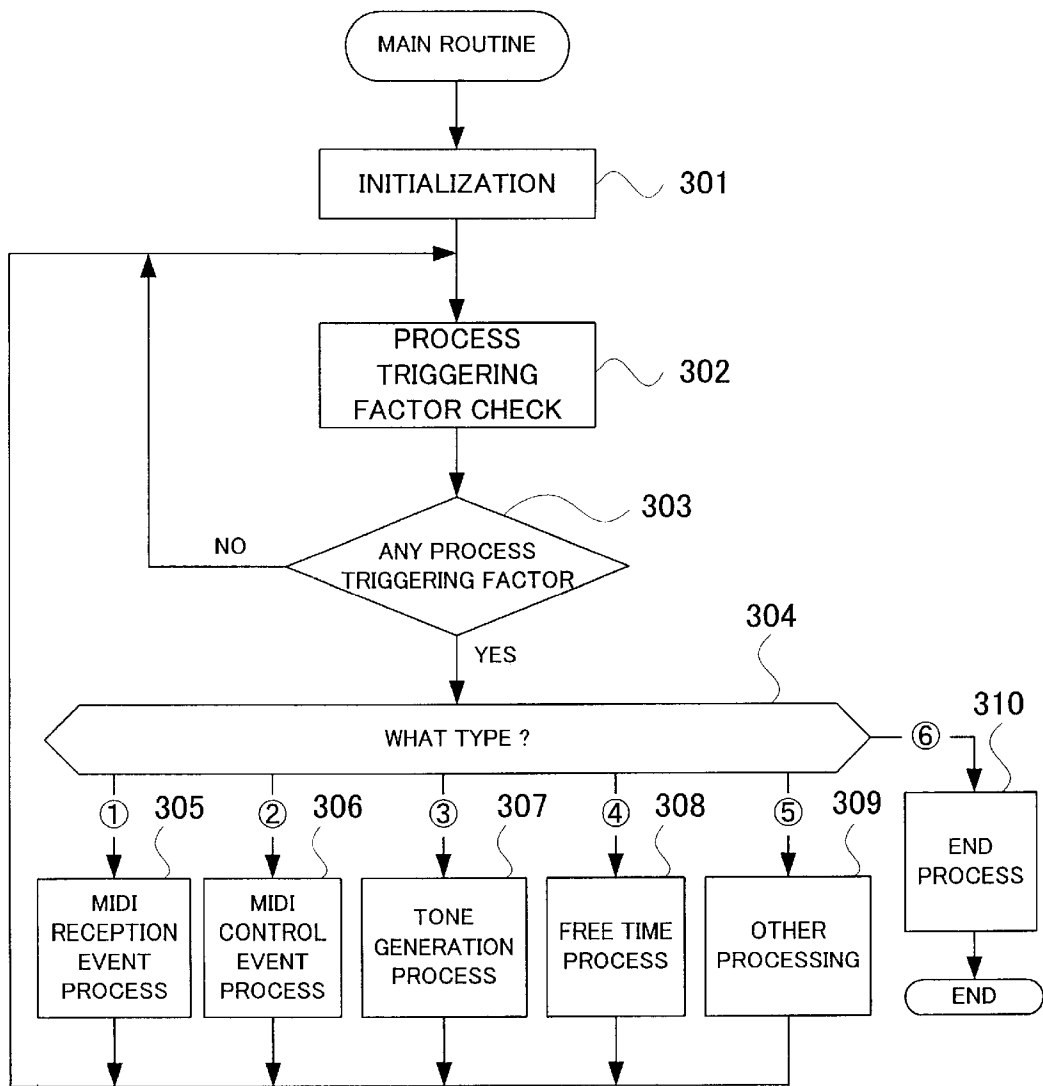 MAIN ROUTINE
INITIALIZATION
301
PROCESS
TRIGGERING
FACTOR CHECK
302
303
ANY PROCESS
TRIGGERING FACTOR
NO
YES
304
WHAT TYPE ?
⑥
310
① 305
② 306
③ 307
④ 308
⑤ 309
MIDI
RECEPTION
EVENT
PROCESS
MIDI
CONTROL
EVENT
PROCESS
TONE
GENERATION
PROCESS
FREE TIME
PROCESS
OTHER
PROCESSING
END
PROCESS
END